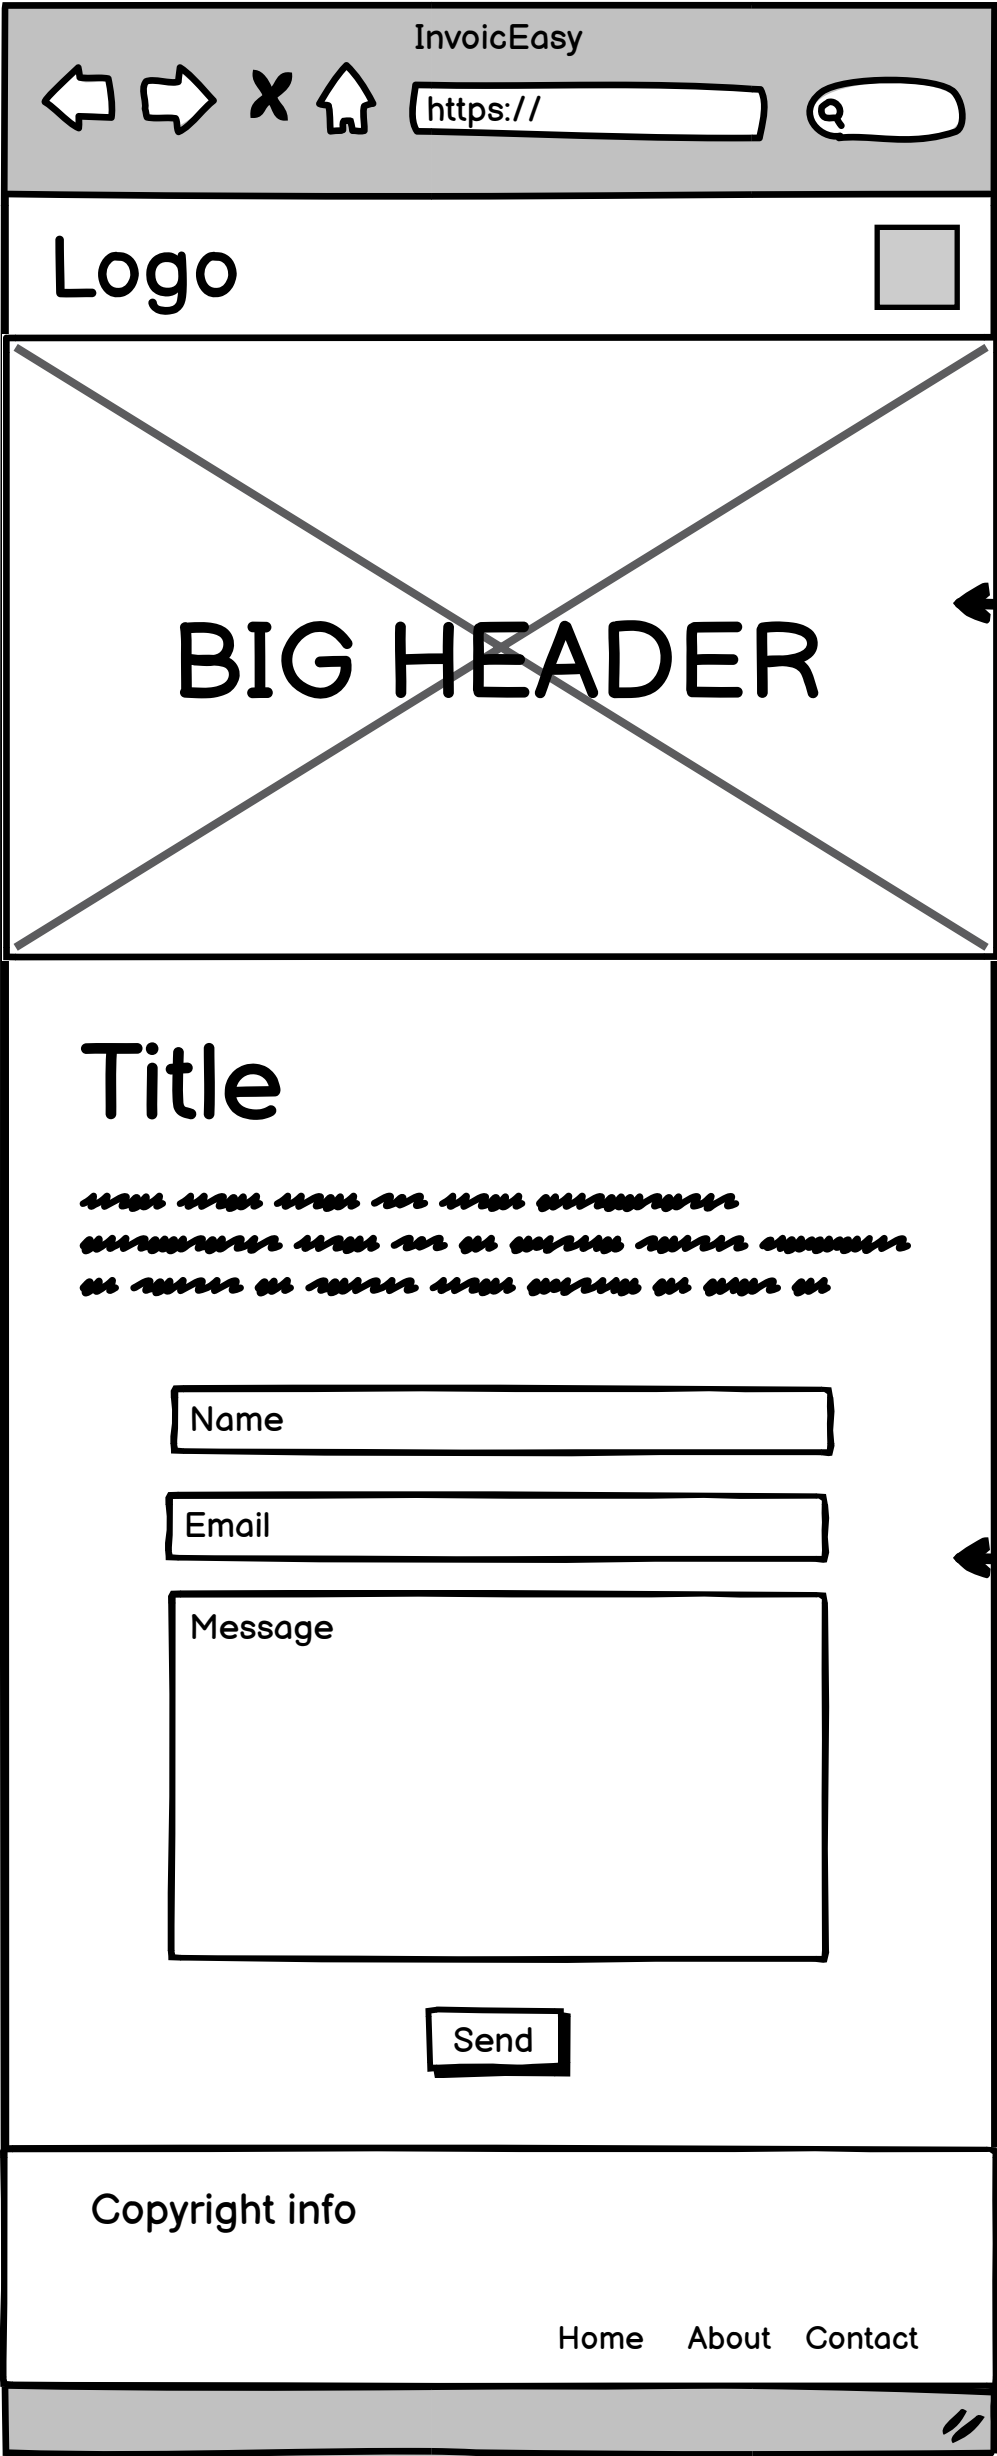 InvoicEasy
https://
Logo
BIG HEADER
Title
Name
Email
Message
Send
Copyright info
Home About Contact